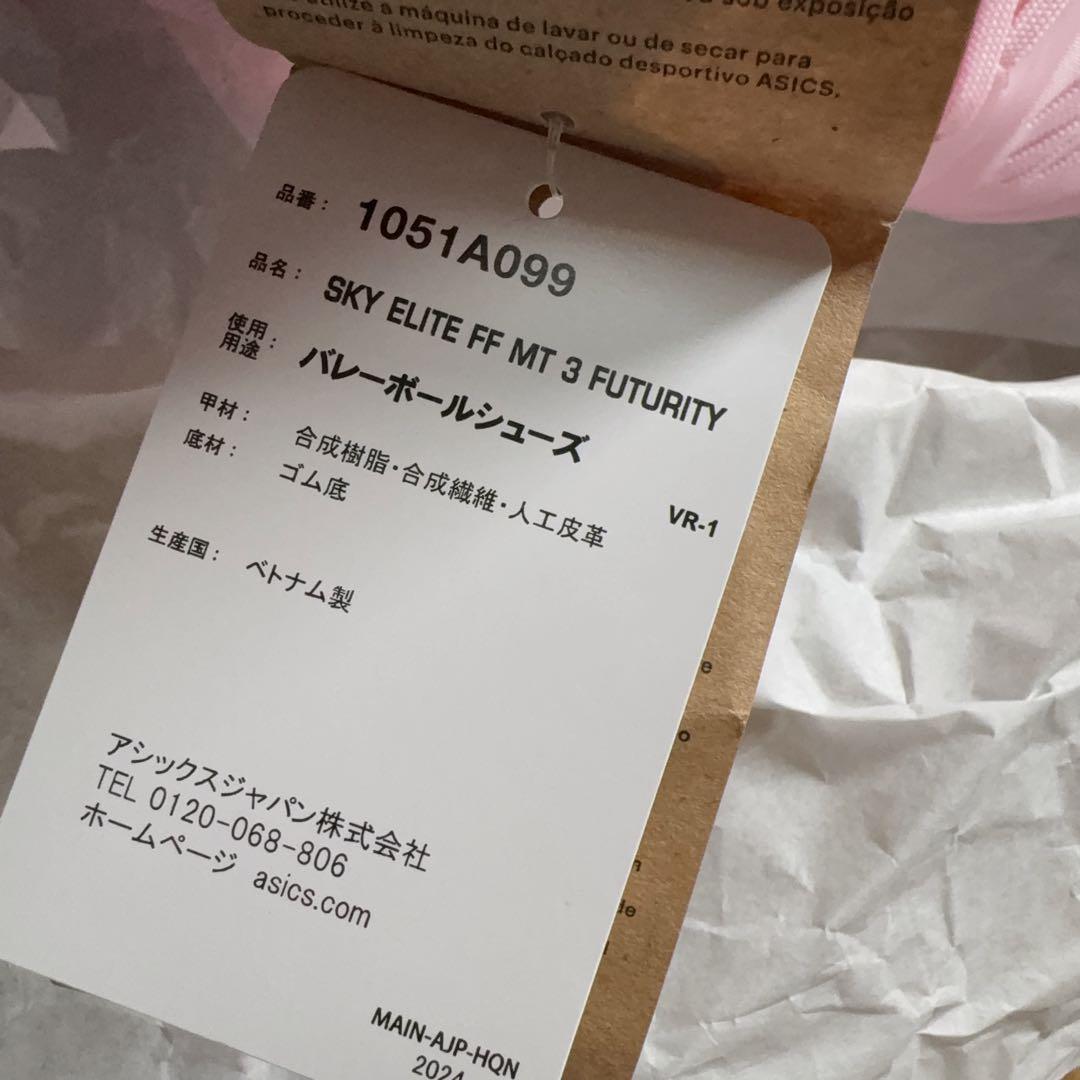 sob exposição
utilize a máquina de lavar ou de secar para
proceder à limpeza do calçado desportivo ASICS.
品番： 1051A099
品名： SKY ELITE FF MT 3 FUTURITY
使用用途： バレーボールシューズ
甲材： 合成樹脂・合成繊維・人工皮革 VR-1
底材： ゴム底
生産国： ベトナム製
アシックスジャパン株式会社
TEL 0120-068-806
ホームページ asics.com
MAIN-AJP-HQN
2024
e
o
de